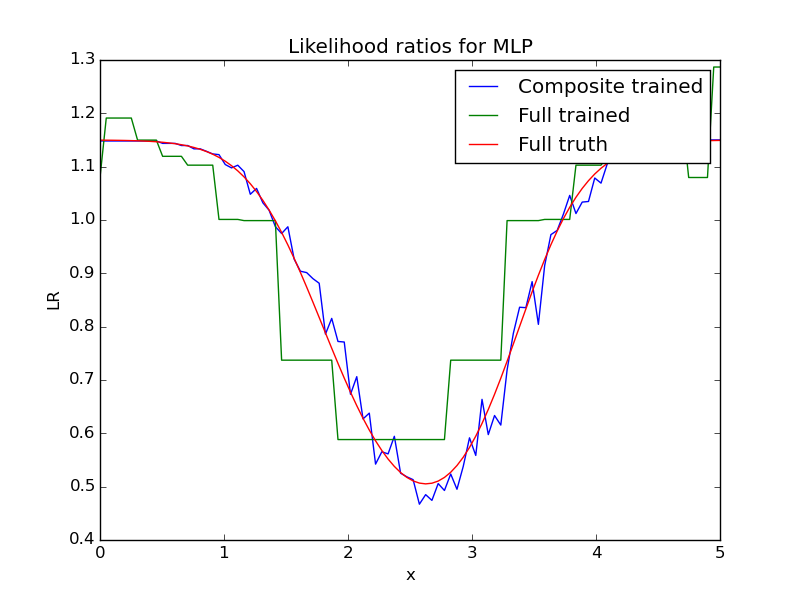 Likelihood ratios for MLP
1.3
1.2
1.1
1.0
0.9
0.8
0.7
0.6
0.5
0.4
LR
Composite trained
Full trained
Full truth
0 1 2 3 4 5
x